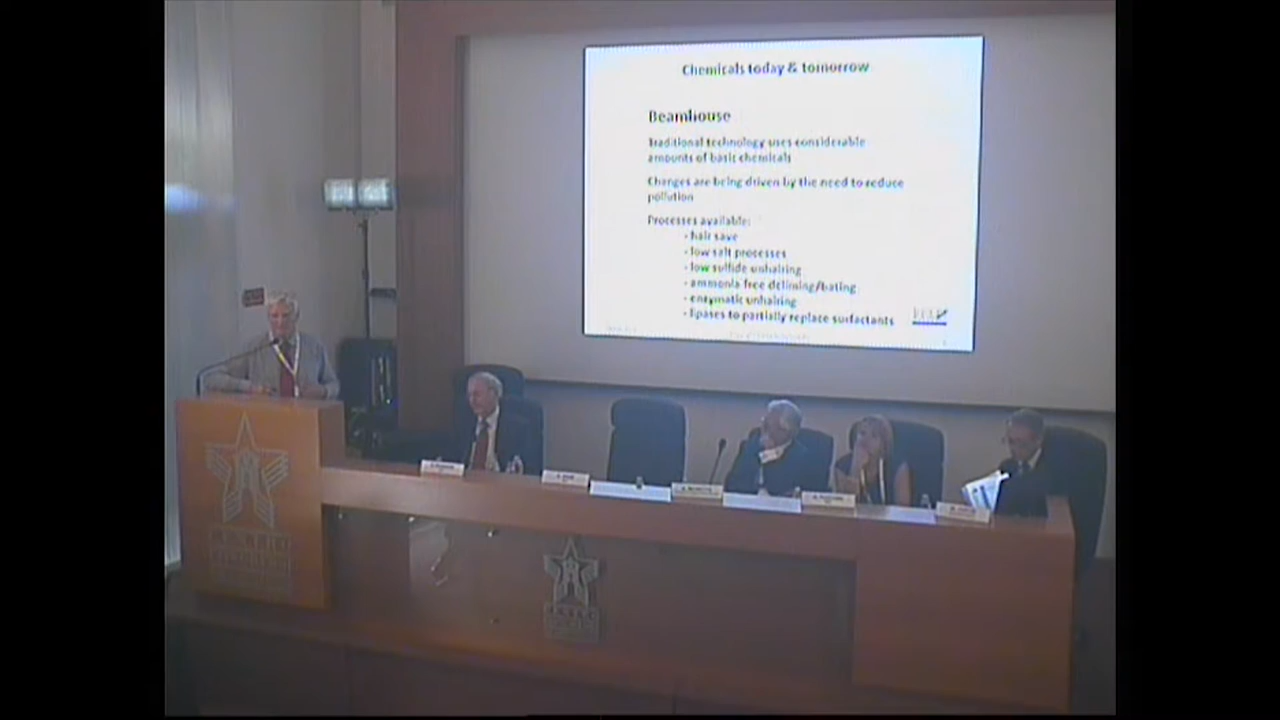 Chemicals today & tomorrow
Beamhouse
Traditional technology uses considerable
amounts of basic chemicals
Changes are being driven by the need to reduce
pollution
Processes available:
- hair save
- low salt processes
- low sulfide unhairing
- ammonia free deliming/bating
- enzymatic unhairing
- lipases to partially replace surfactants